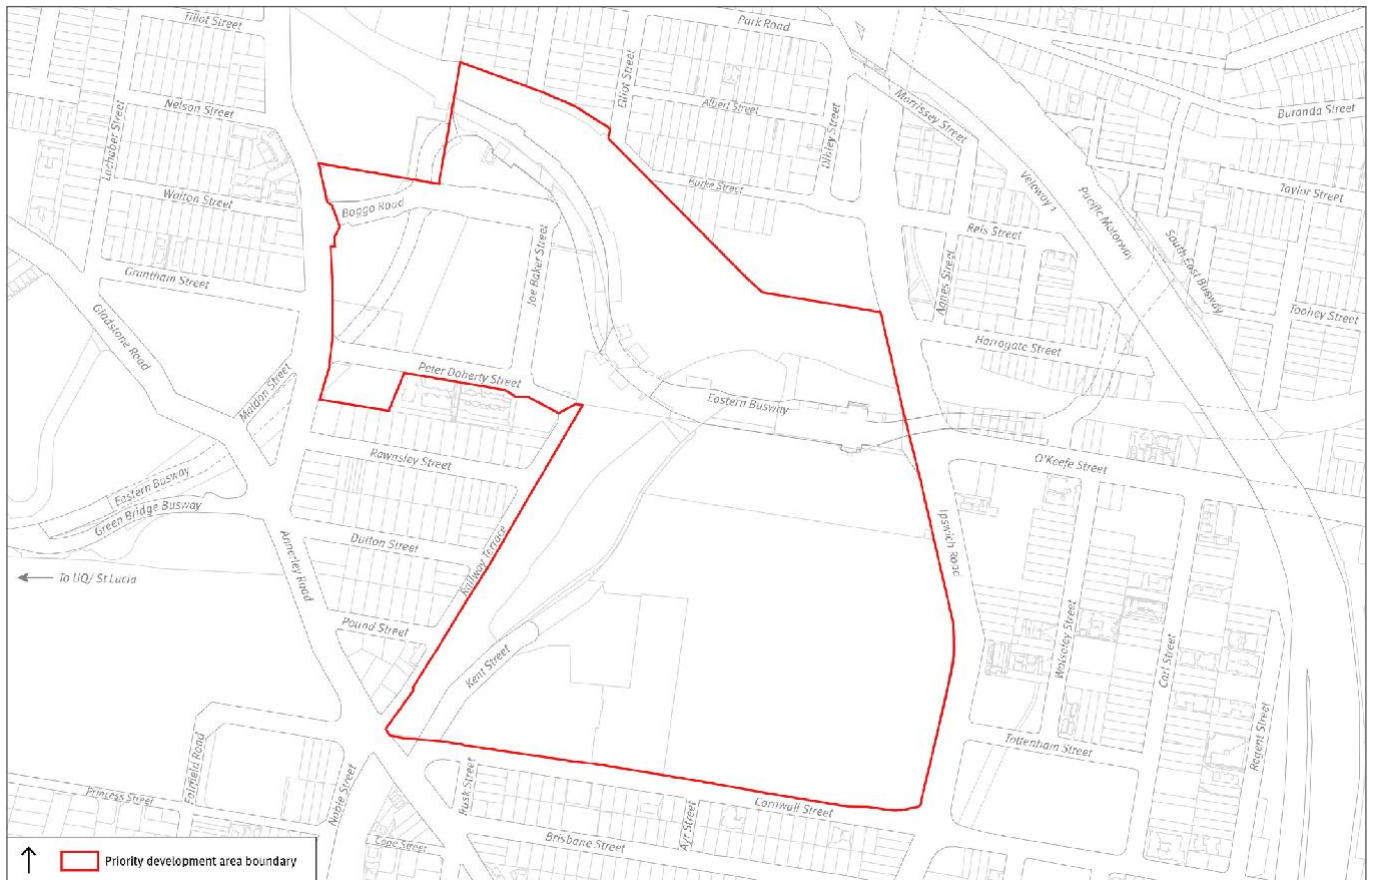 Tillot Street
Park Road
Elliot Street
Nelson Street
Lochaber Street
Albert Street
Dibley Street
Morrissey Street
Buranda Street
Walton Street
Boggo Road
Burke Street
Veloway 1
Pacific Motorway
Taylor Street
Reis Street
South East Busway
Grantham Street
Joe Baker Street
Agnes Street
Tooney Street
Gladstone Road
Harrogate Street
Maldon Street
Peter Doherty Street
Eastern Busway
Rawnsley Street
O'Keefe Street
Eastern Busway
Green Bridge Busway
Ipswich Road
Annerley Road
Dutton Street
Railway Terrace
To UQ/ St Lucia
Pound Street
Kent Street
Wolseley Street
Carl Street
Regent Street
Tottenham Street
Fairfield Road
Noble Street
Rusk Street
Princess Street
Cornwall Street
Ayr Street
Brisbane Street
Cope Street
Priority development area boundary